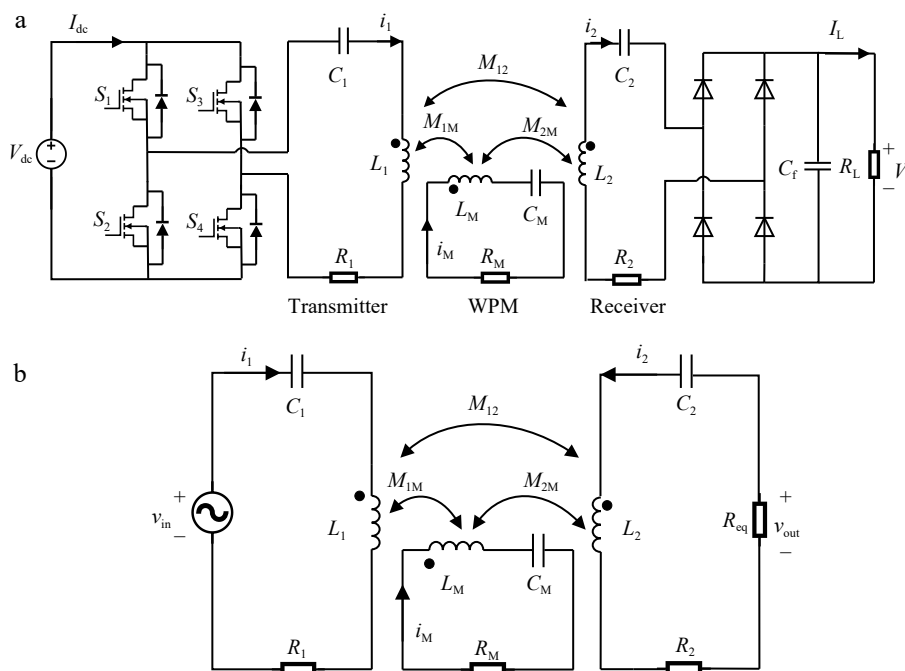 a
I_dc
i_1
i_2
I_L
C_1
C_2
M_12
S_1
S_3
M_1M
M_2M
V_dc
+
−
L_1
L_2
C_f
R_L
+
V
−
L_M
C_M
S_2
S_4
i_M
R_1
R_M
R_2
Transmitter
WPM
Receiver
b
i_1
i_2
C_1
C_2
M_12
M_1M
M_2M
+
v_in
−
L_1
L_2
R_eq
+
v_out
−
L_M
C_M
i_M
R_1
R_M
R_2